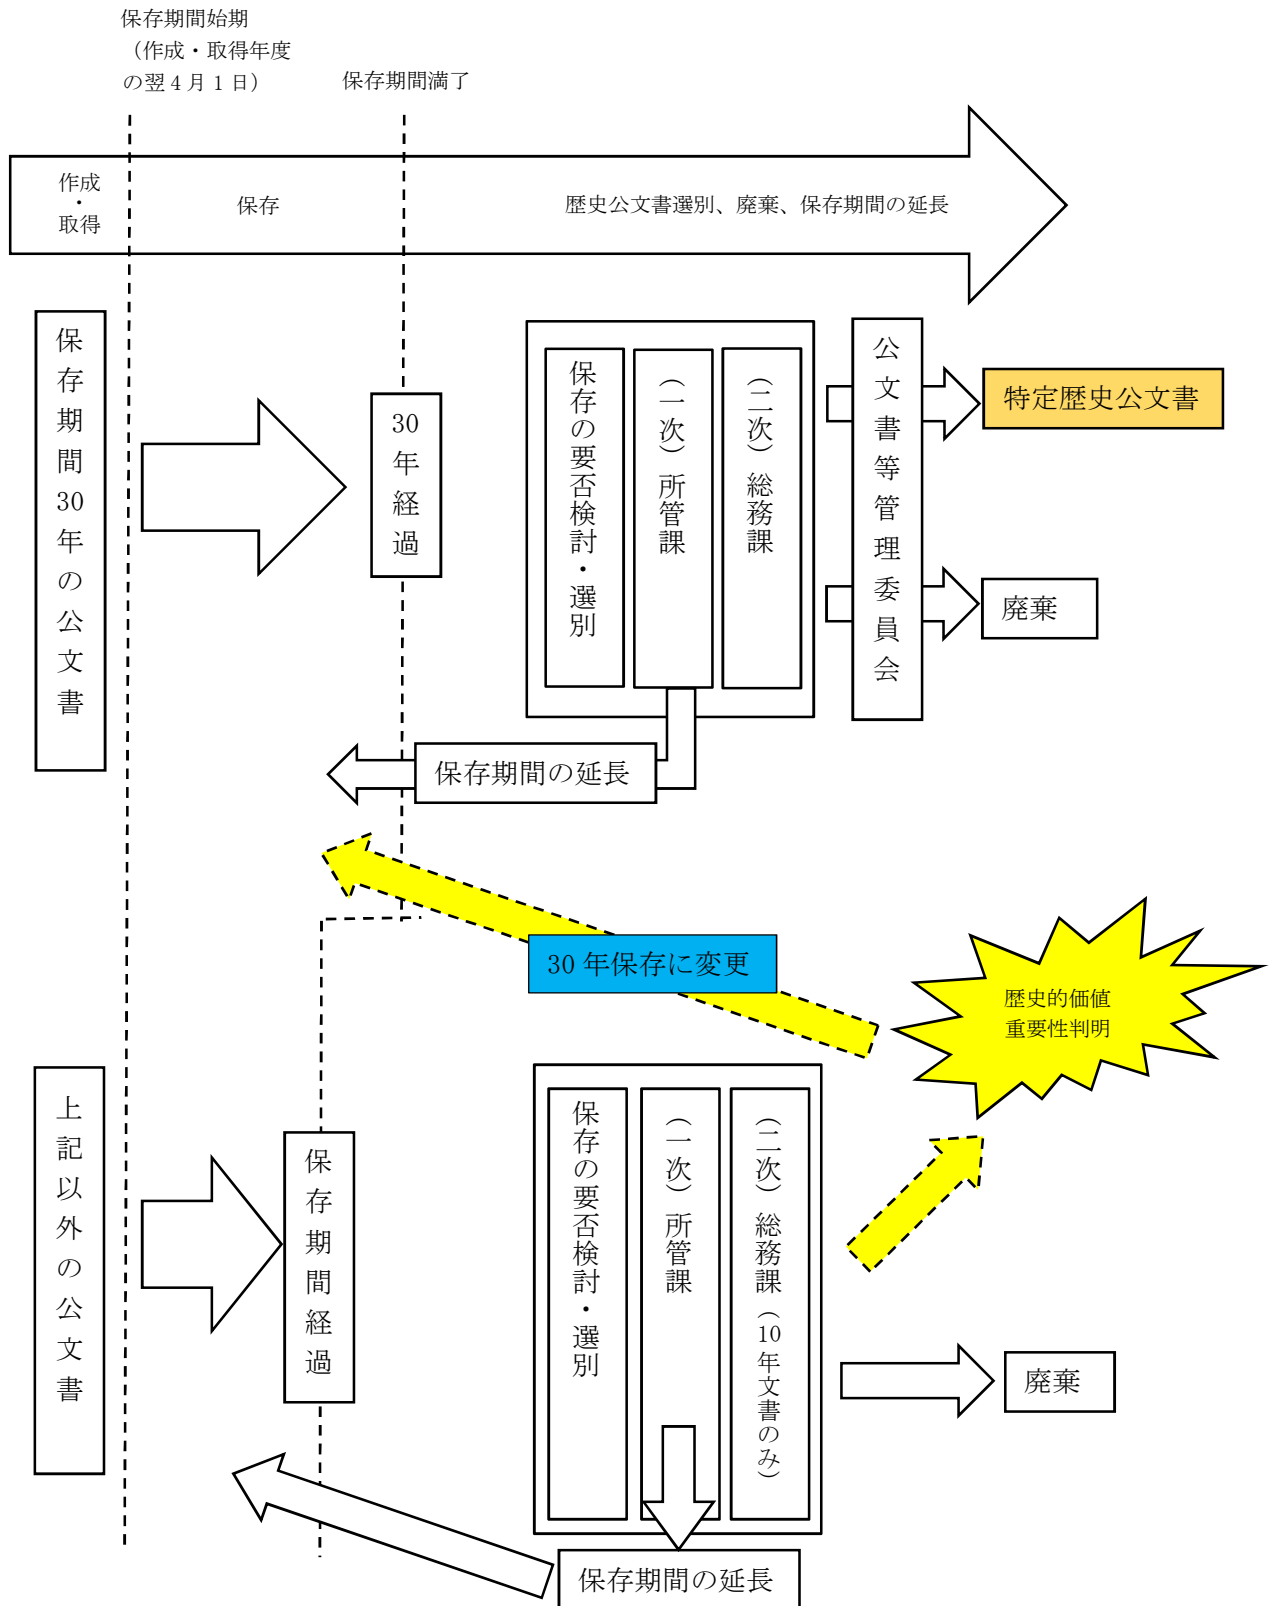 保存期間始期
（作成・取得年度
の翌４月１日）
保存期間満了
作成
・
取得
保存
歴史公文書選別、廃棄、保存期間の延長
保存期間30年の公文書
30年経過
保存の要否検討・選別
（一次）所管課
（二次）総務課
公文書等管理委員会
特定歴史公文書
廃棄
保存期間の延長
30 年保存に変更
歴史的価値
重要性判明
上記以外の公文書
保存期間経過
保存の要否検討・選別
（一次）所管課
（二次）総務課（10年文書のみ）
廃棄
保存期間の延長